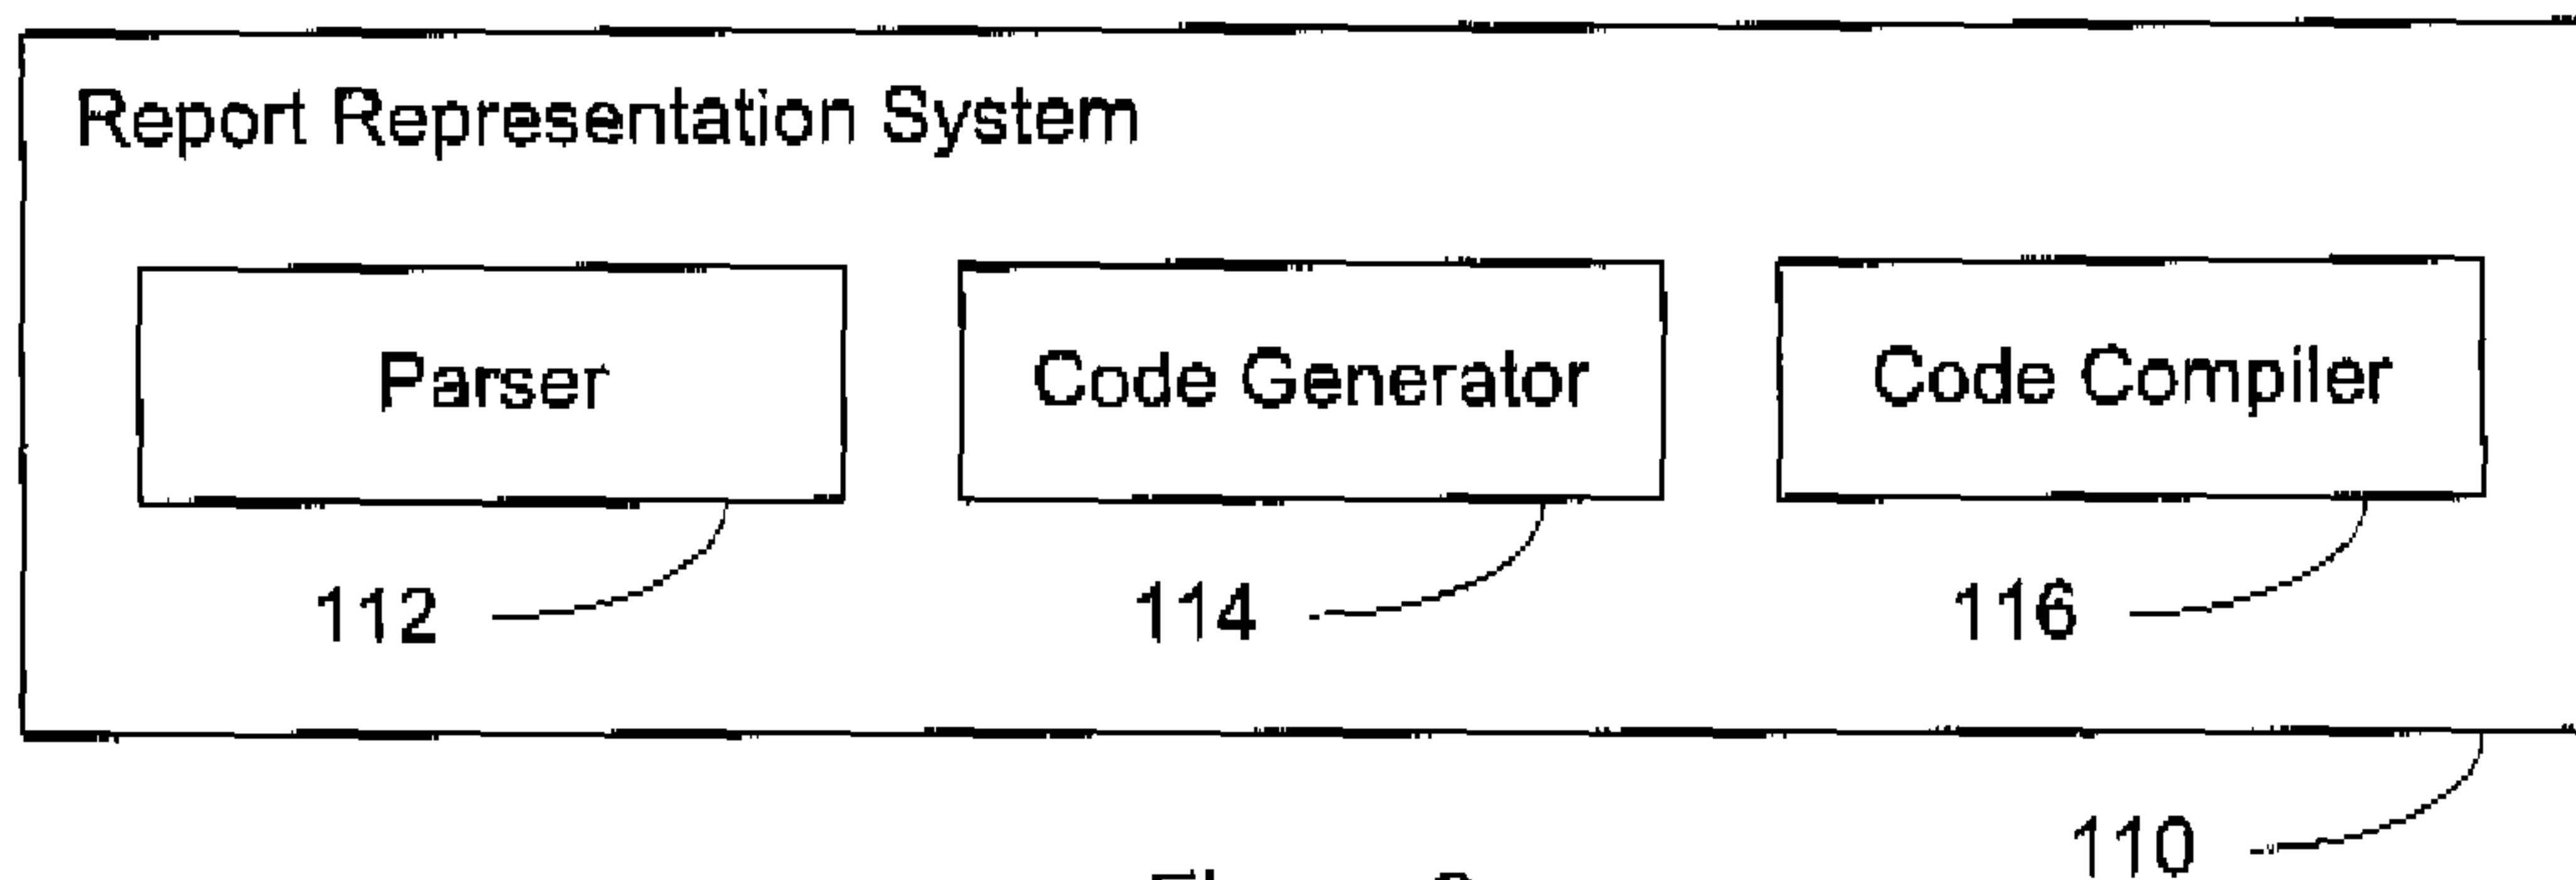 Report Representation System
Parser
Code Generator
Code Compiler
112
114
116
110